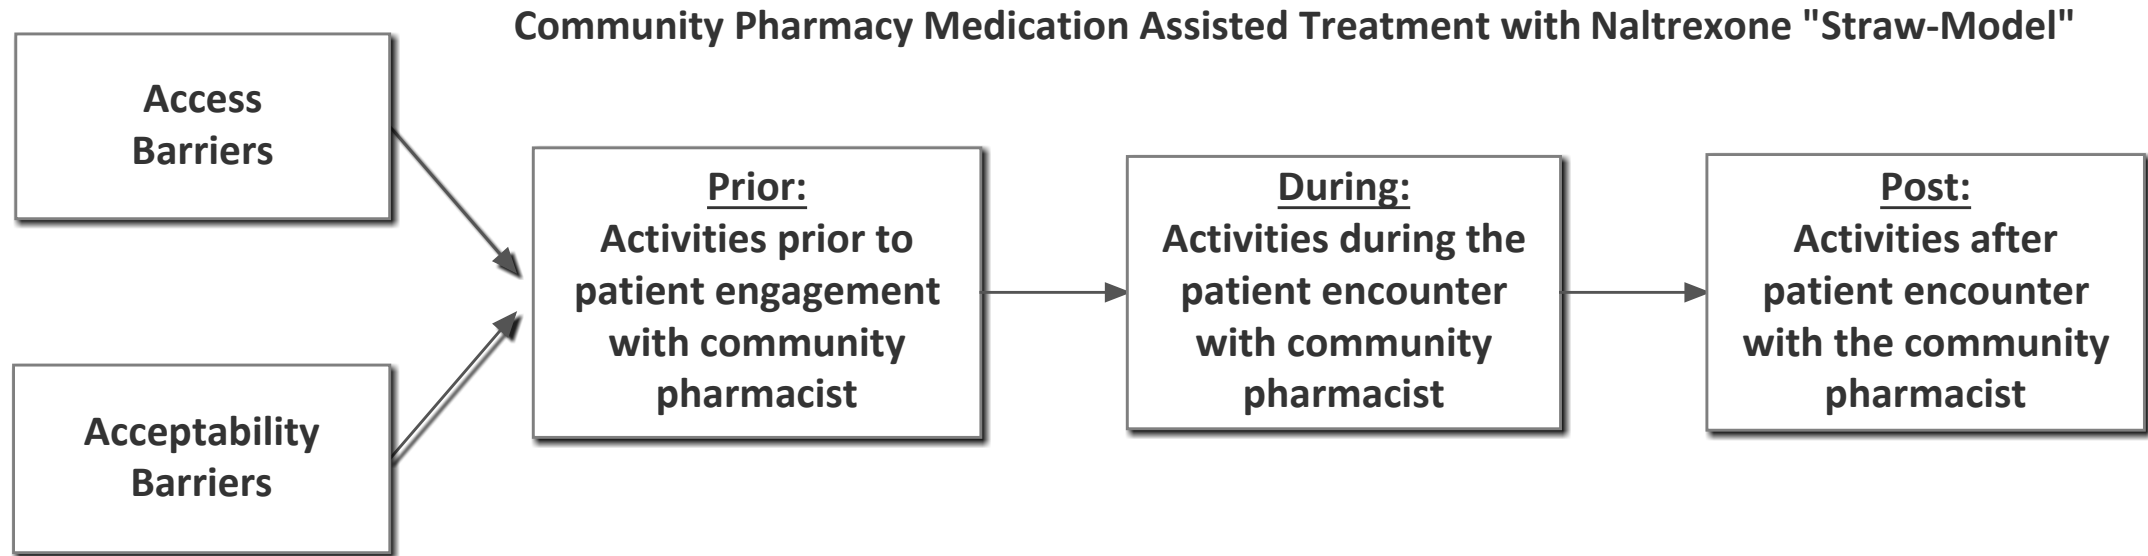 Community Pharmacy Medication Assisted Treatment with Naltrexone "Straw-Model"
Access
Barriers
Acceptability
Barriers
Prior:
Activities prior to
patient engagement
with community
pharmacist
During:
Activities during the
patient encounter
with community
pharmacist
Post:
Activities after
patient encounter
with the community
pharmacist